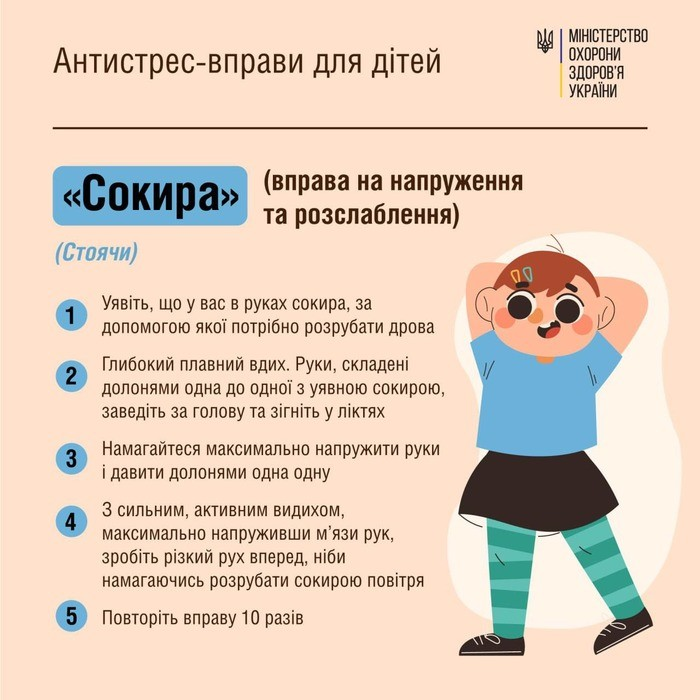 Антистрес-вправи для дітей
МІНІСТЕРСТВО
ОХОРОНИ
ЗДОРОВ'Я
УКРАЇНИ
«Сокира»
(вправа на напруження
та розслаблення)
(Стоячи)
1 Уявіть, що у вас в руках сокира, за
допомогою якої потрібно розрубати дрова
2 Глибокий плавний вдих. Руки, складені
долонями одна до одної з уявною сокирою,
заведіть за голову та зігніть у ліктях
3 Намагайтеся максимально напружити руки
і давити долонями одна одну
4 З сильним, активним видихом,
максимально напруживши м'язи рук,
зробіть різкий рух вперед, ніби
намагаючись розрубати сокирою повітря
5 Повторіть вправу 10 разів